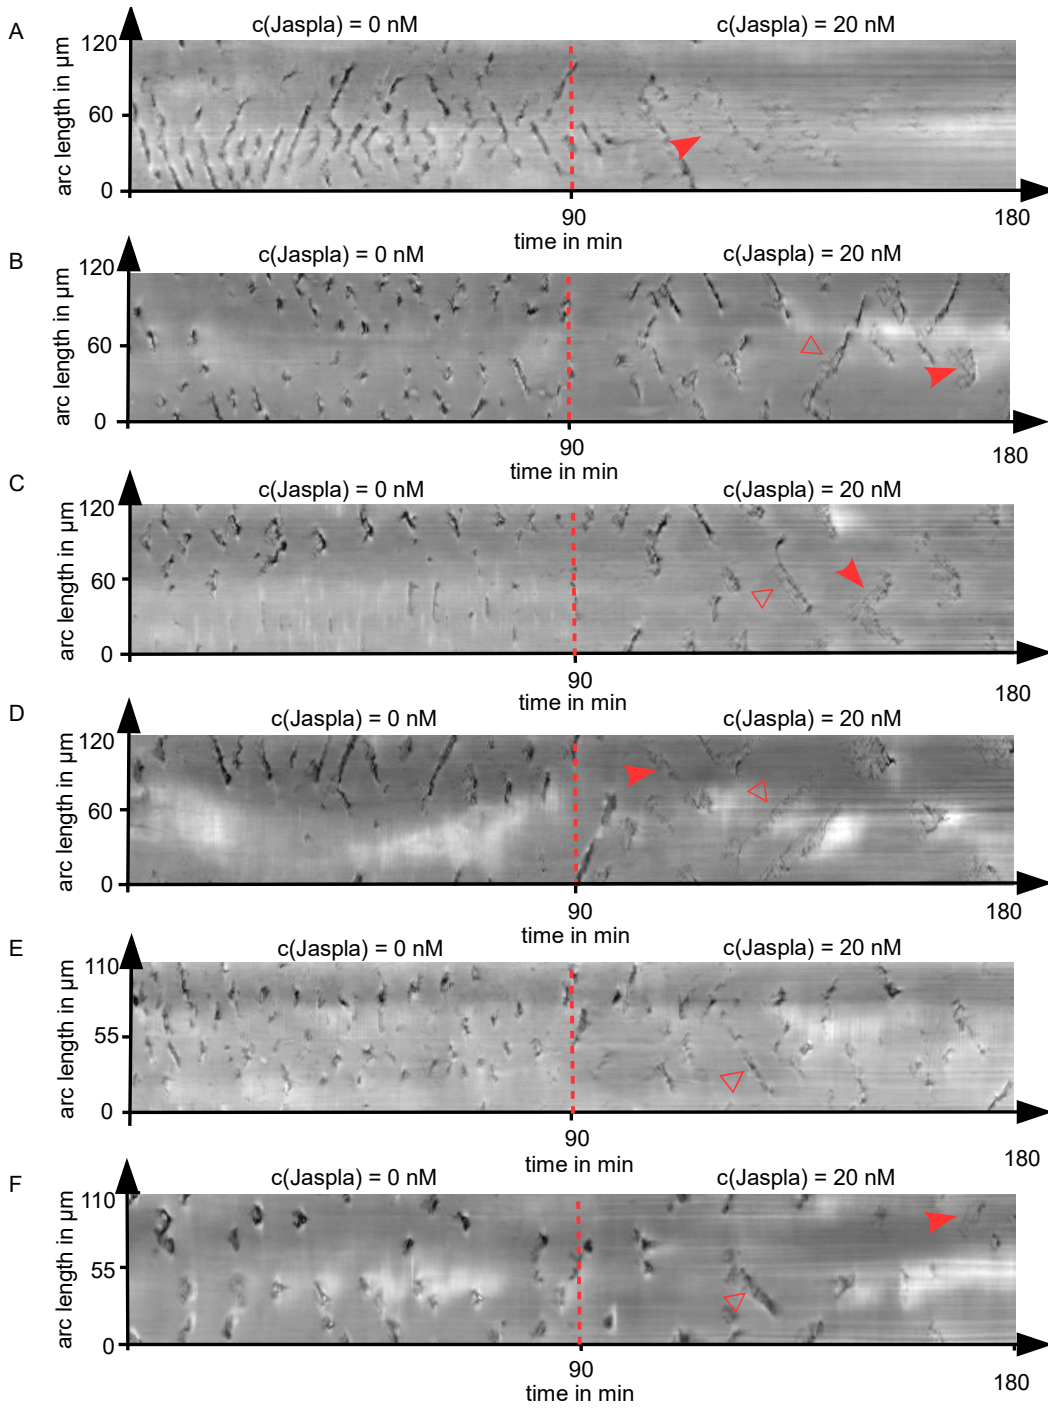 A
c(Jaspla) = 0 nM
c(Jaspla) = 20 nM
arc length in µm
120
60
0
90
180
time in min
B
c(Jaspla) = 0 nM
c(Jaspla) = 20 nM
arc length in µm
120
60
0
90
180
time in min
C
c(Jaspla) = 0 nM
c(Jaspla) = 20 nM
arc length in µm
120
60
0
90
180
time in min
D
c(Jaspla) = 0 nM
c(Jaspla) = 20 nM
arc length in µm
120
60
0
90
180
time in min
E
c(Jaspla) = 0 nM
c(Jaspla) = 20 nM
arc length in µm
110
55
0
90
180
time in min
F
c(Jaspla) = 0 nM
c(Jaspla) = 20 nM
arc length in µm
110
55
0
90
180
time in min